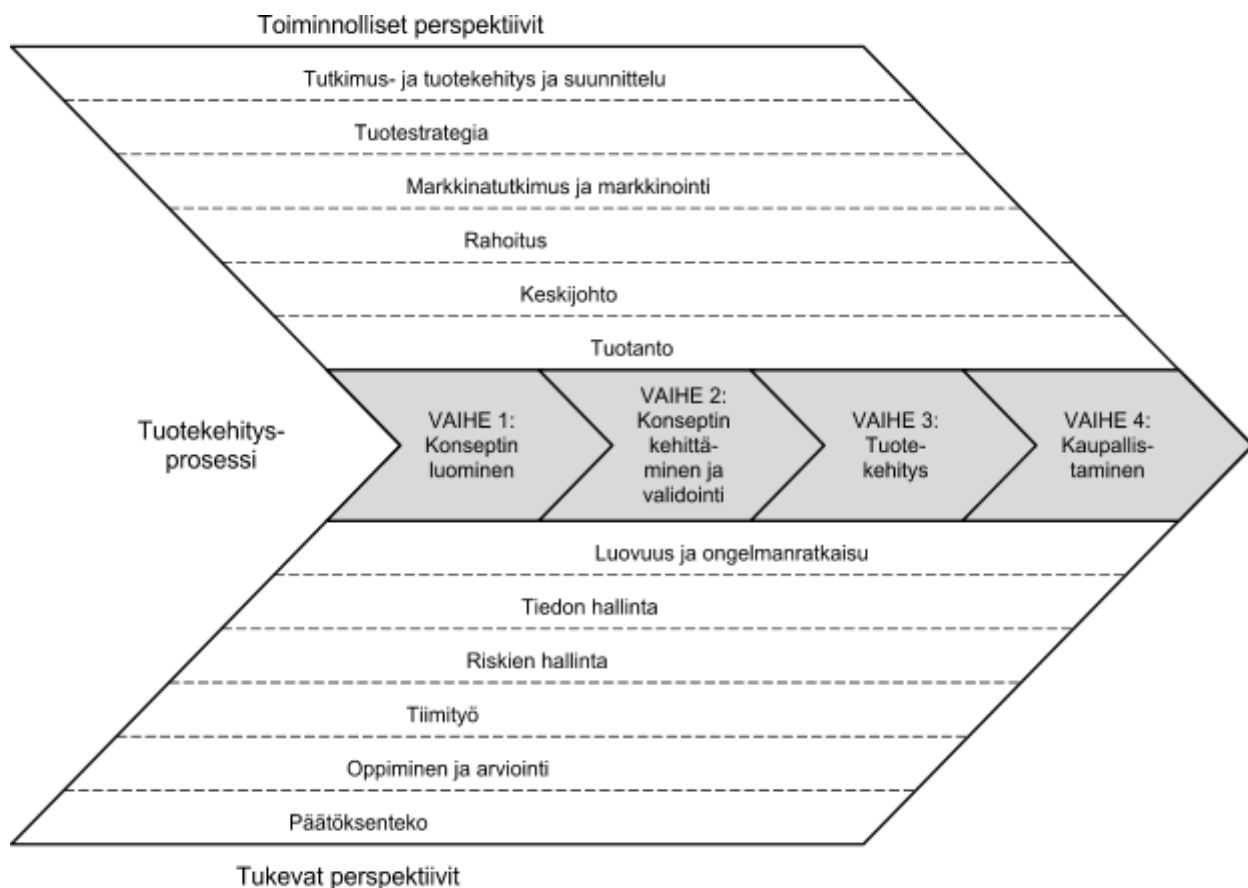 Toiminnolliset perspektiivit
Tutkimus- ja tuotekehitys ja suunnittelu
Tuotestrategia
Markkinatutkimus ja markkinointi
Rahoitus
Keskijohto
Tuotanto
Tuotekehitys-
prosessi
VAIHE 1:
Konseptin
luominen
VAIHE 2:
Konseptin
kehittä-
minen ja
validointi
VAIHE 3:
Tuote-
kehitys
VAIHE 4:
Kaupallis-
taminen
Luovuus ja ongelmanratkaisu
Tiedon hallinta
Riskien hallinta
Tiimityö
Oppiminen ja arviointi
Päätöksenteko
Tukevat perspektiivit